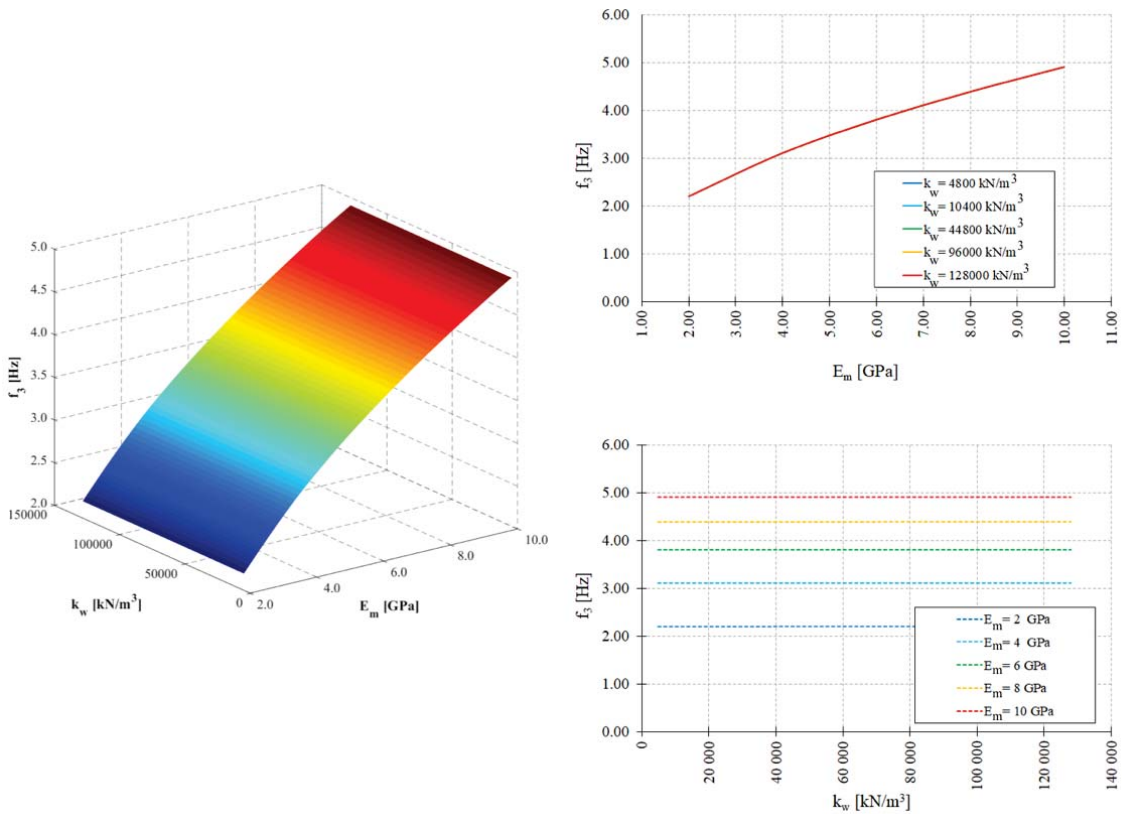 5.0
4.5
4.0
3.5
3.0
2.5
2.0
f3 [Hz]
150000
100000
50000
0
kw [kN/m³]
2.0
4.0
6.0
8.0
10.0
Em [GPa]
6.00
5.00
4.00
3.00
2.00
1.00
0.00
f3 [Hz]
kw= 4800 kN/m³
kw= 10400 kN/m³
kw= 44800 kN/m³
kw= 96000 kN/m³
kw= 128000 kN/m³
1.00
2.00
3.00
4.00
5.00
6.00
7.00
8.00
9.00
10.00
11.00
Em [GPa]
6.00
5.00
4.00
3.00
2.00
1.00
0.00
f3 [Hz]
Em= 2 GPa
Em= 4 GPa
Em= 6 GPa
Em= 8 GPa
Em= 10 GPa
0
20 000
40 000
60 000
80 000
100 000
120 000
140 000
kw [kN/m³]